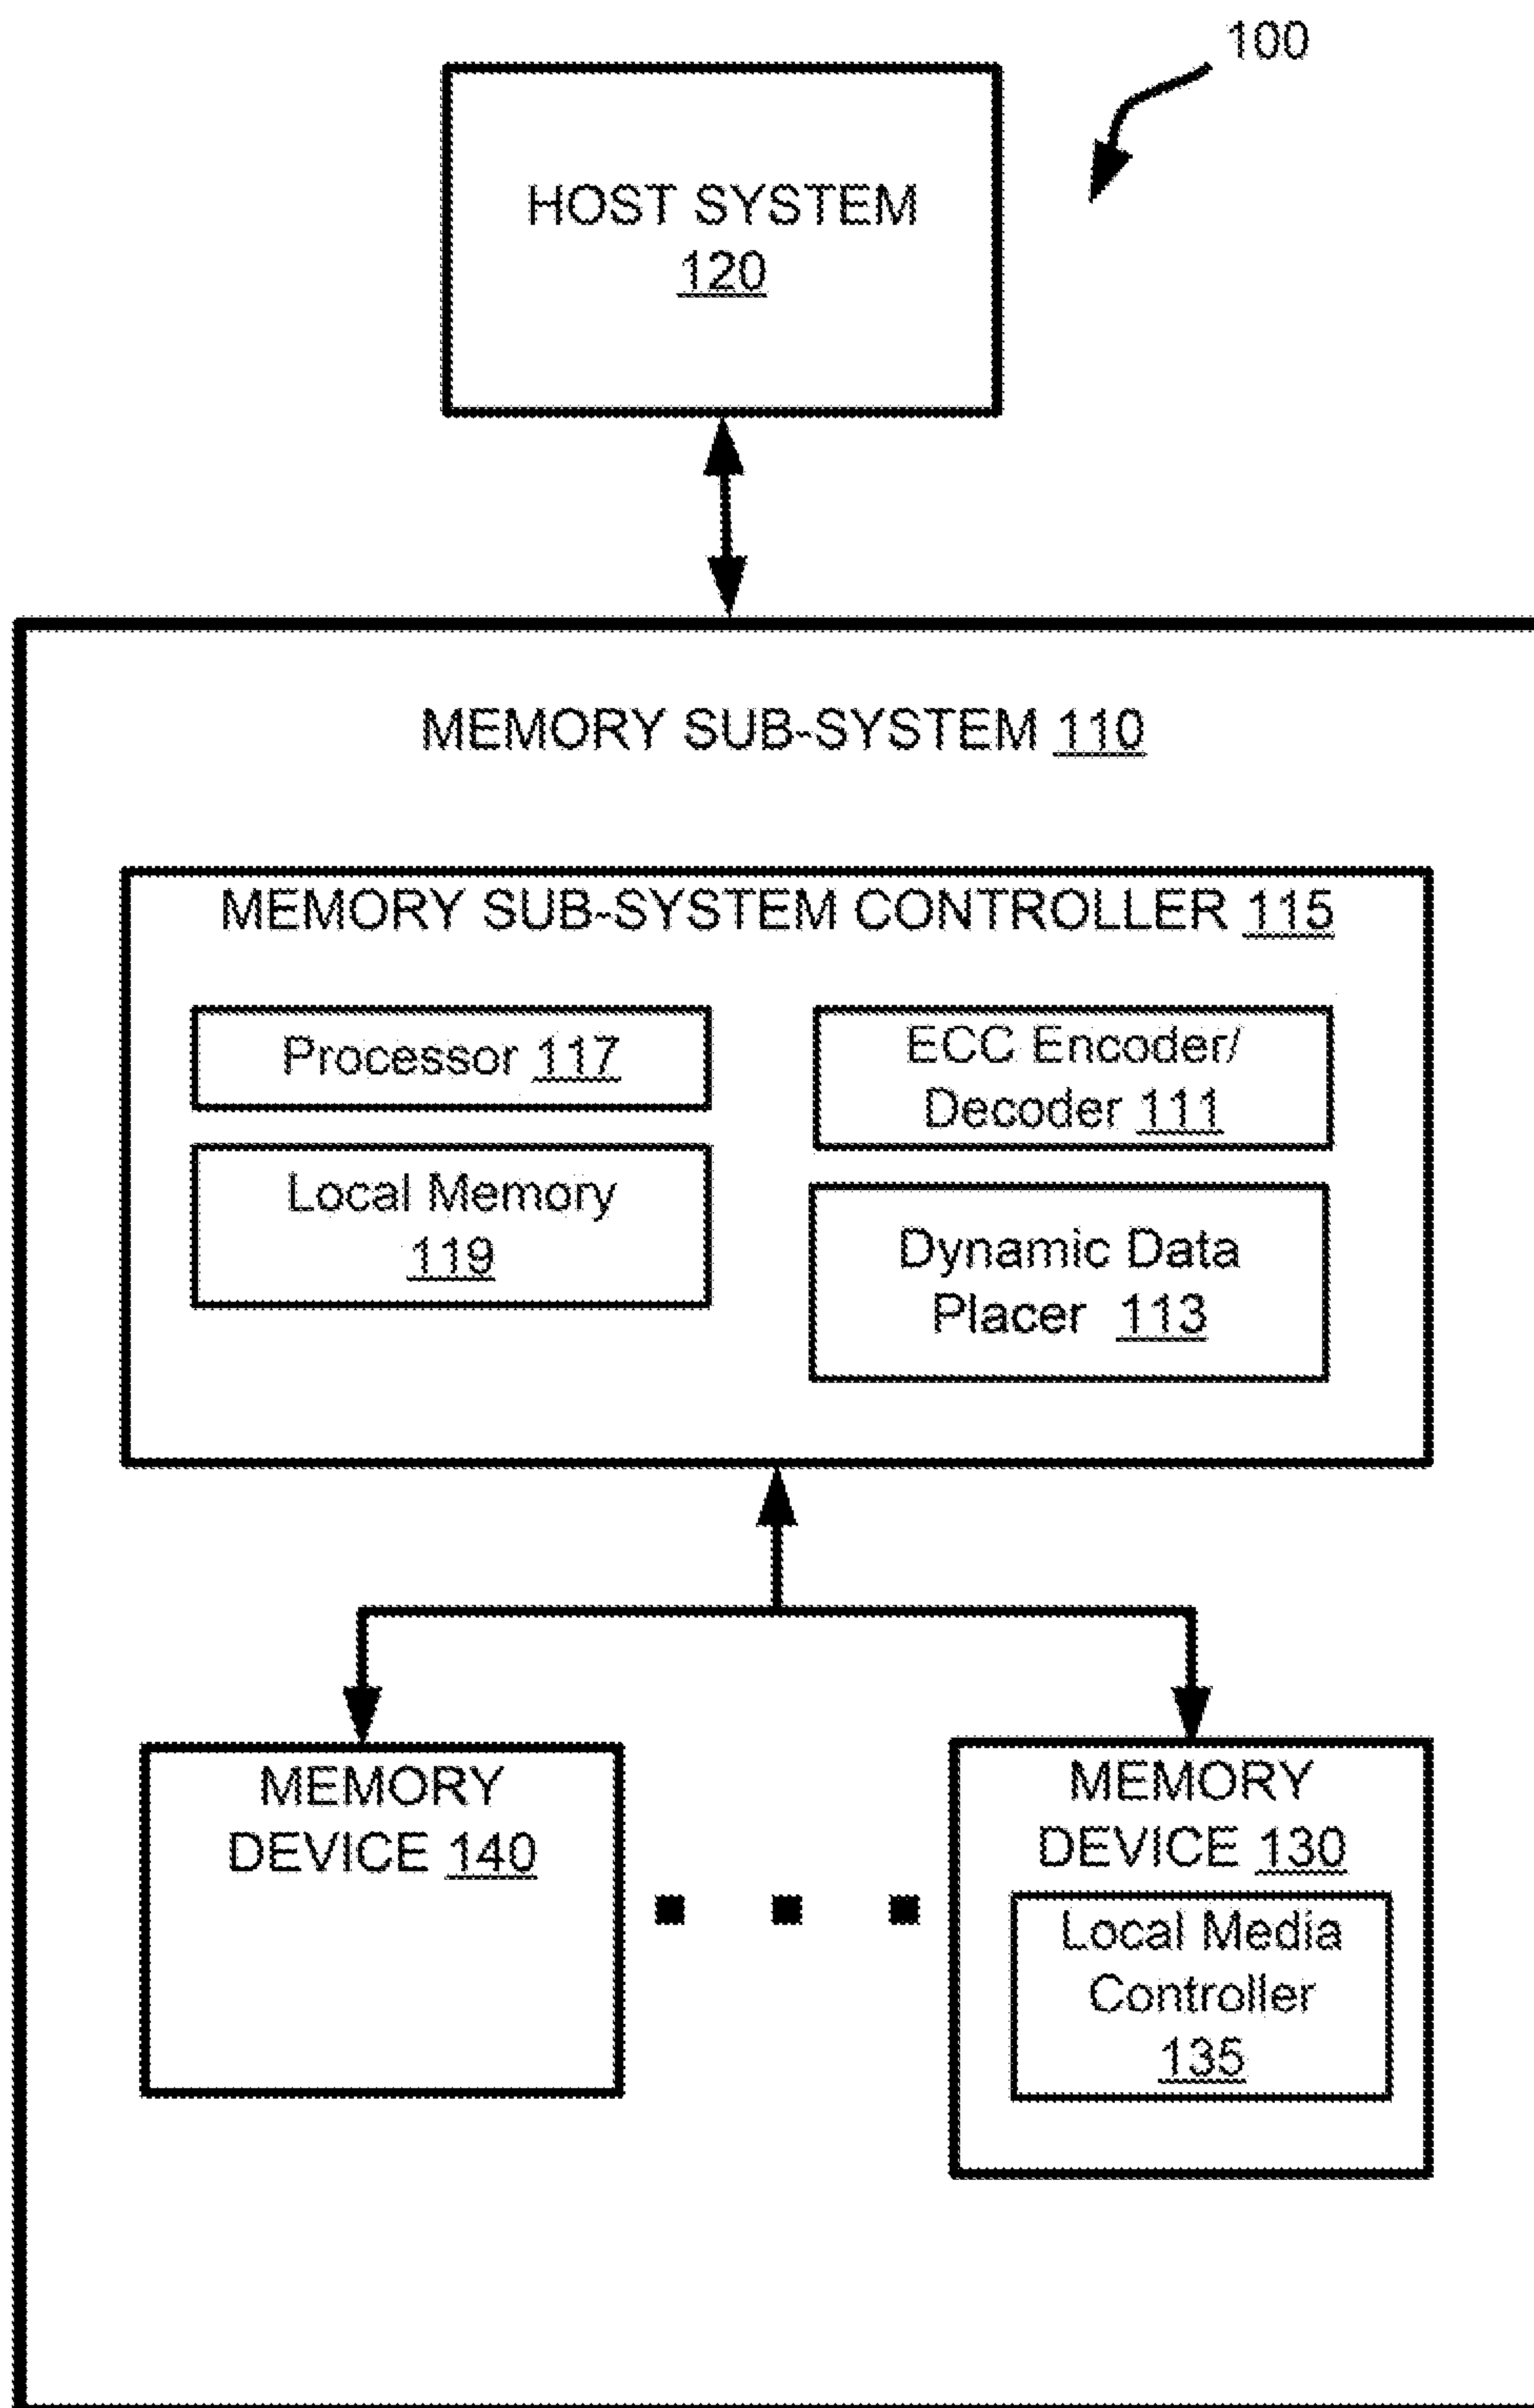 100
HOST SYSTEM
120
MEMORY SUB-SYSTEM 110
MEMORY SUB-SYSTEM CONTROLLER 115
Processor 117
Local Memory
119
ECC Encoder/
Decoder 111
Dynamic Data
Placer 113
MEMORY
DEVICE 140
MEMORY
DEVICE 130
Local Media
Controller
135